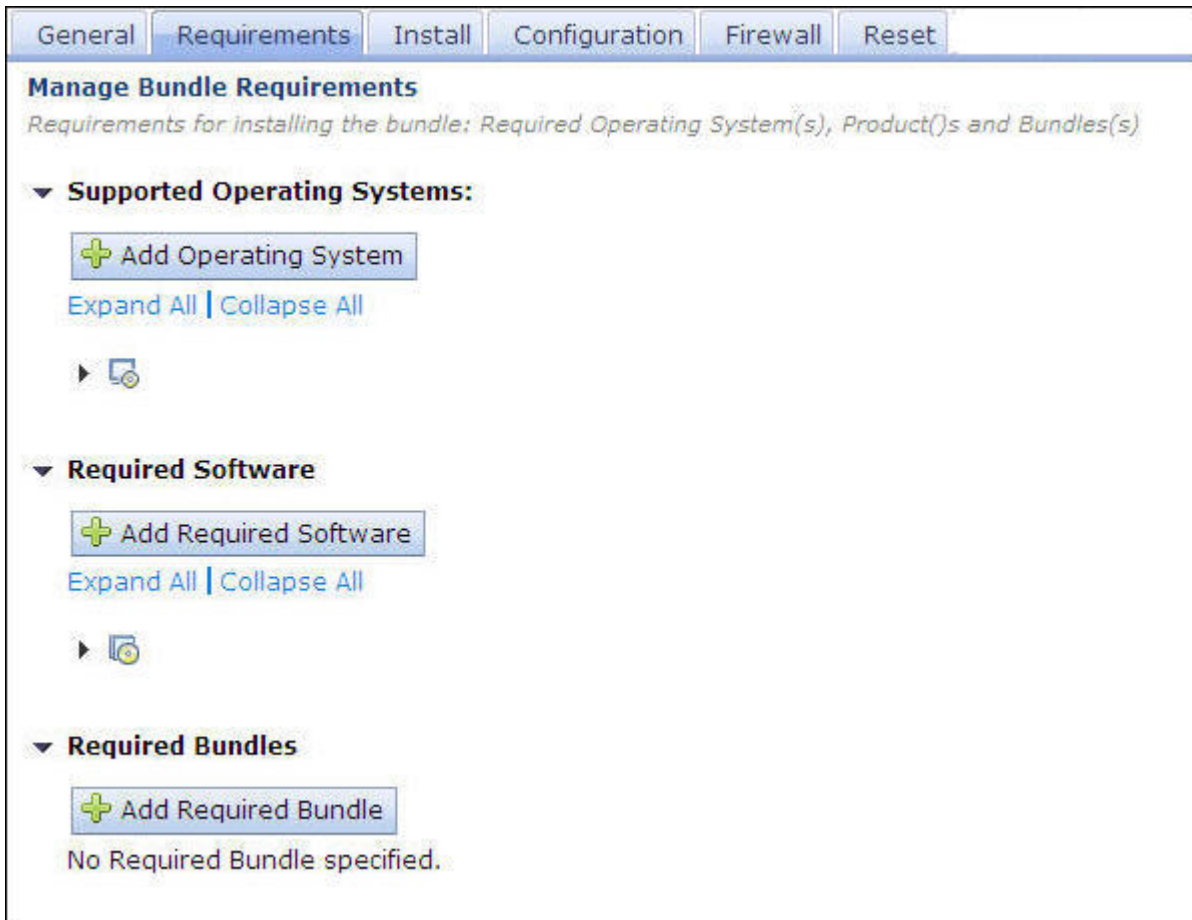 General Requirements Install Configuration Firewall Reset
Manage Bundle Requirements
Requirements for installing the bundle: Required Operating System(s), Product()s and Bundles(s)
Supported Operating Systems:
Add Operating System
Expand All | Collapse All
Required Software
Add Required Software
Expand All | Collapse All
Required Bundles
Add Required Bundle
No Required Bundle specified.